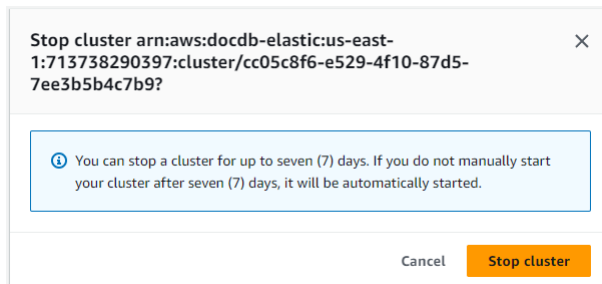 Stop cluster arn:aws:docdb-elastic:us-east-
1:713738290397:cluster/cc05c8f6-e529-4f10-87d5-
7ee3b5b4c7b9?
You can stop a cluster for up to seven (7) days. If you do not manually start
your cluster after seven (7) days, it will be automatically started.
Cancel
Stop cluster